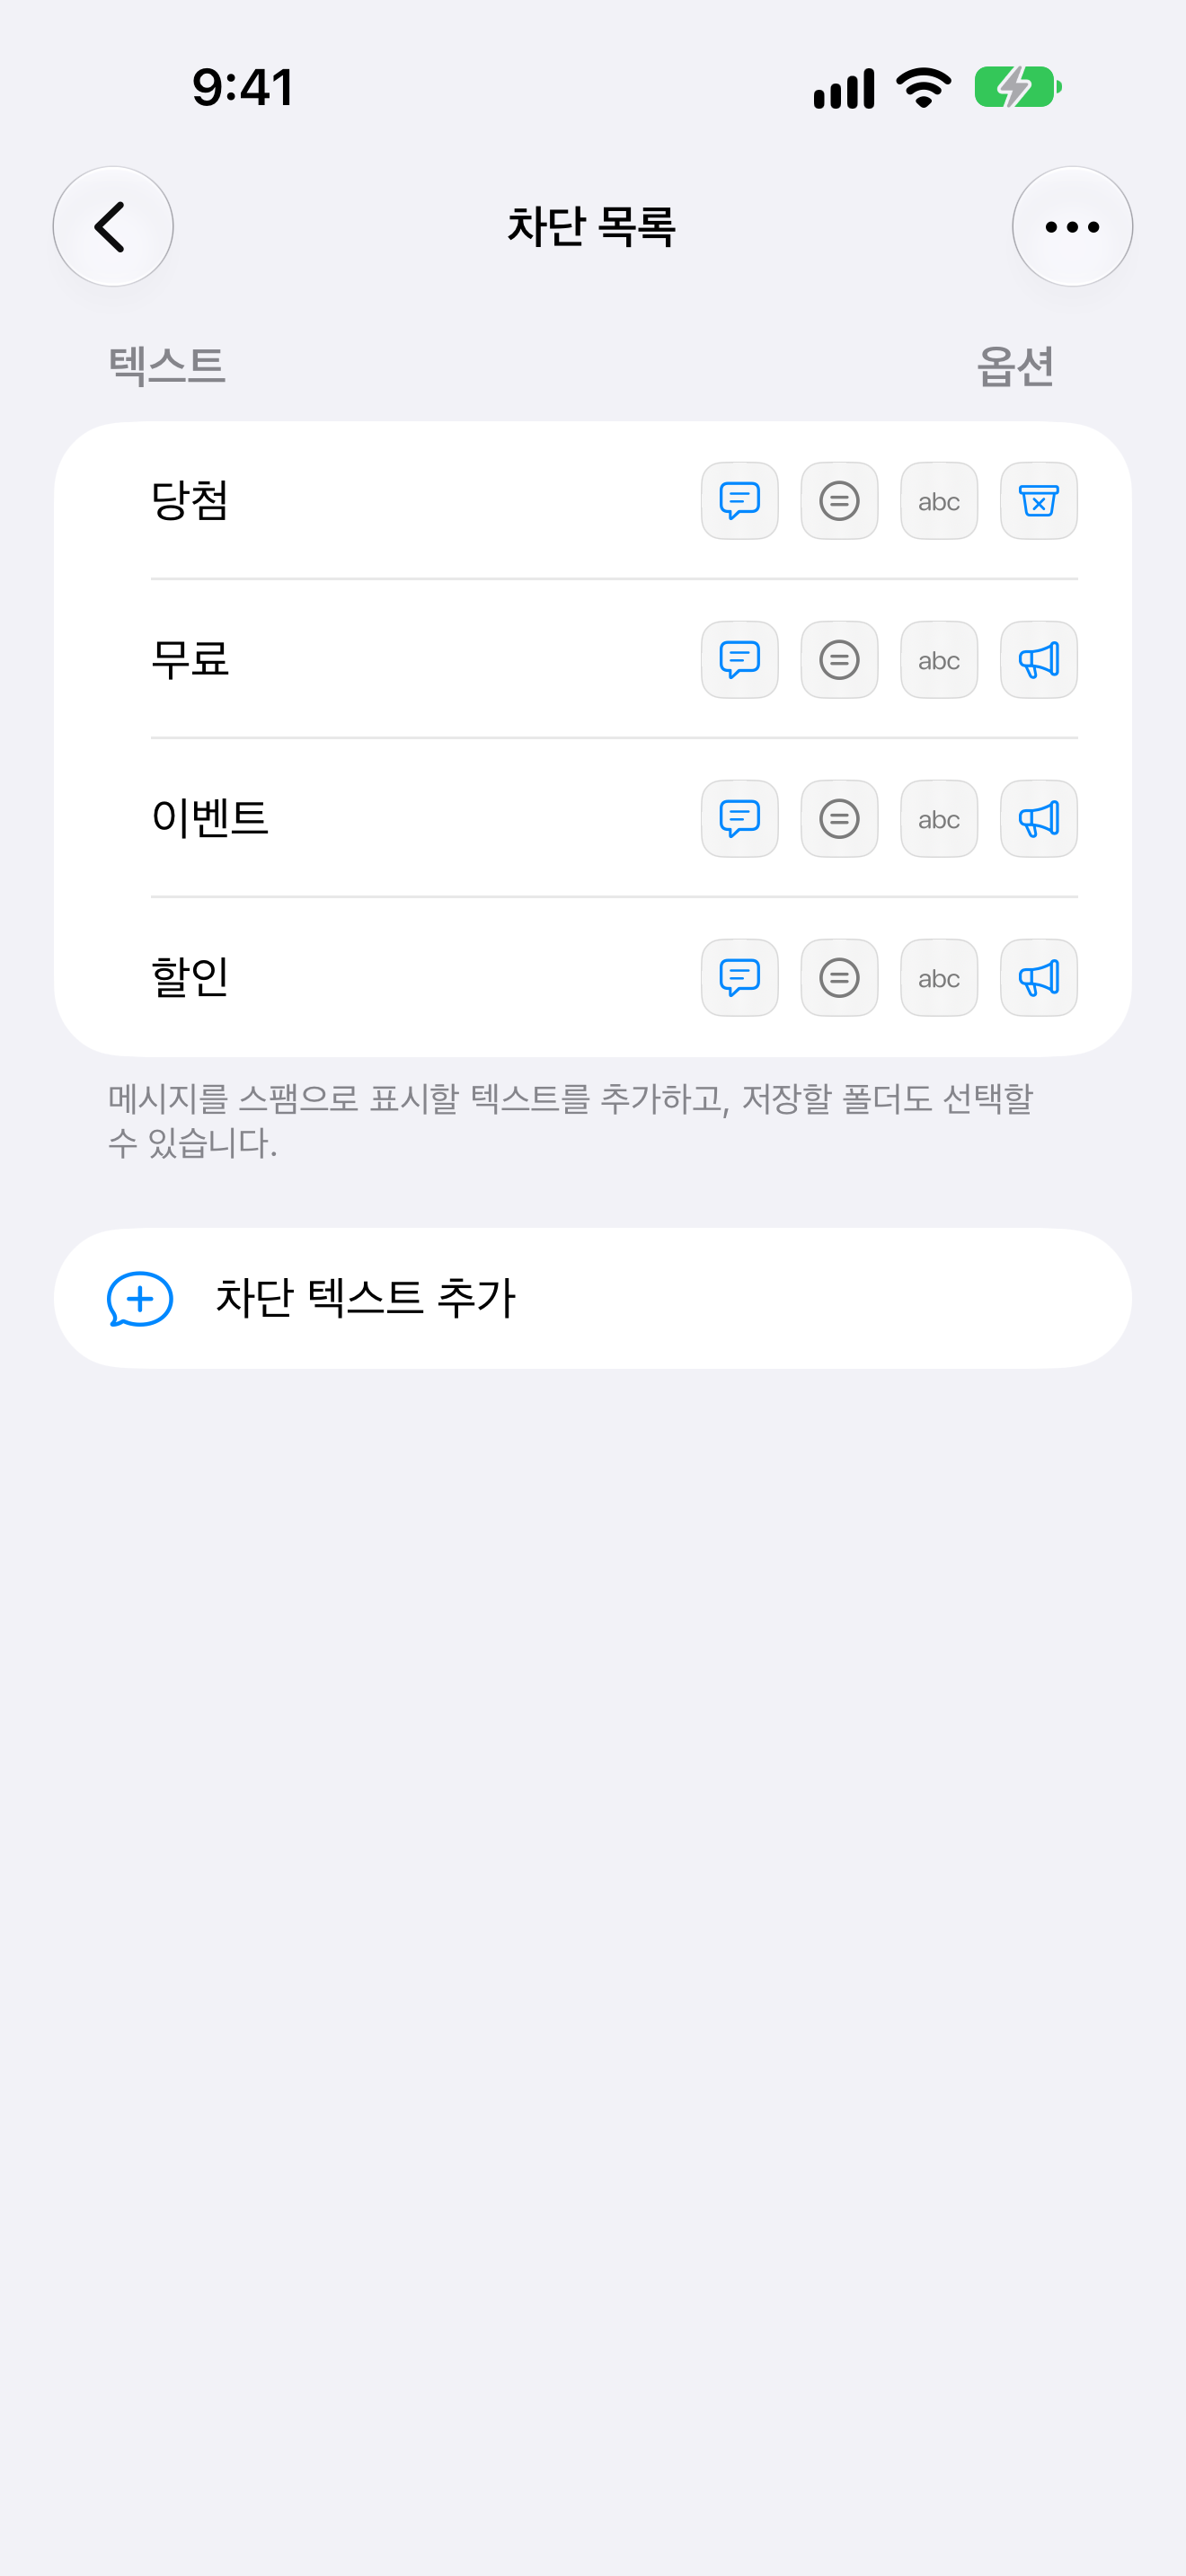 9:41
차단 목록
텍스트 옵션
당첨 abc
무료 abc
이벤트 abc
할인 abc
메시지를 스팸으로 표시할 텍스트를 추가하고, 저장할 폴더도 선택할
수 있습니다.
차단 텍스트 추가